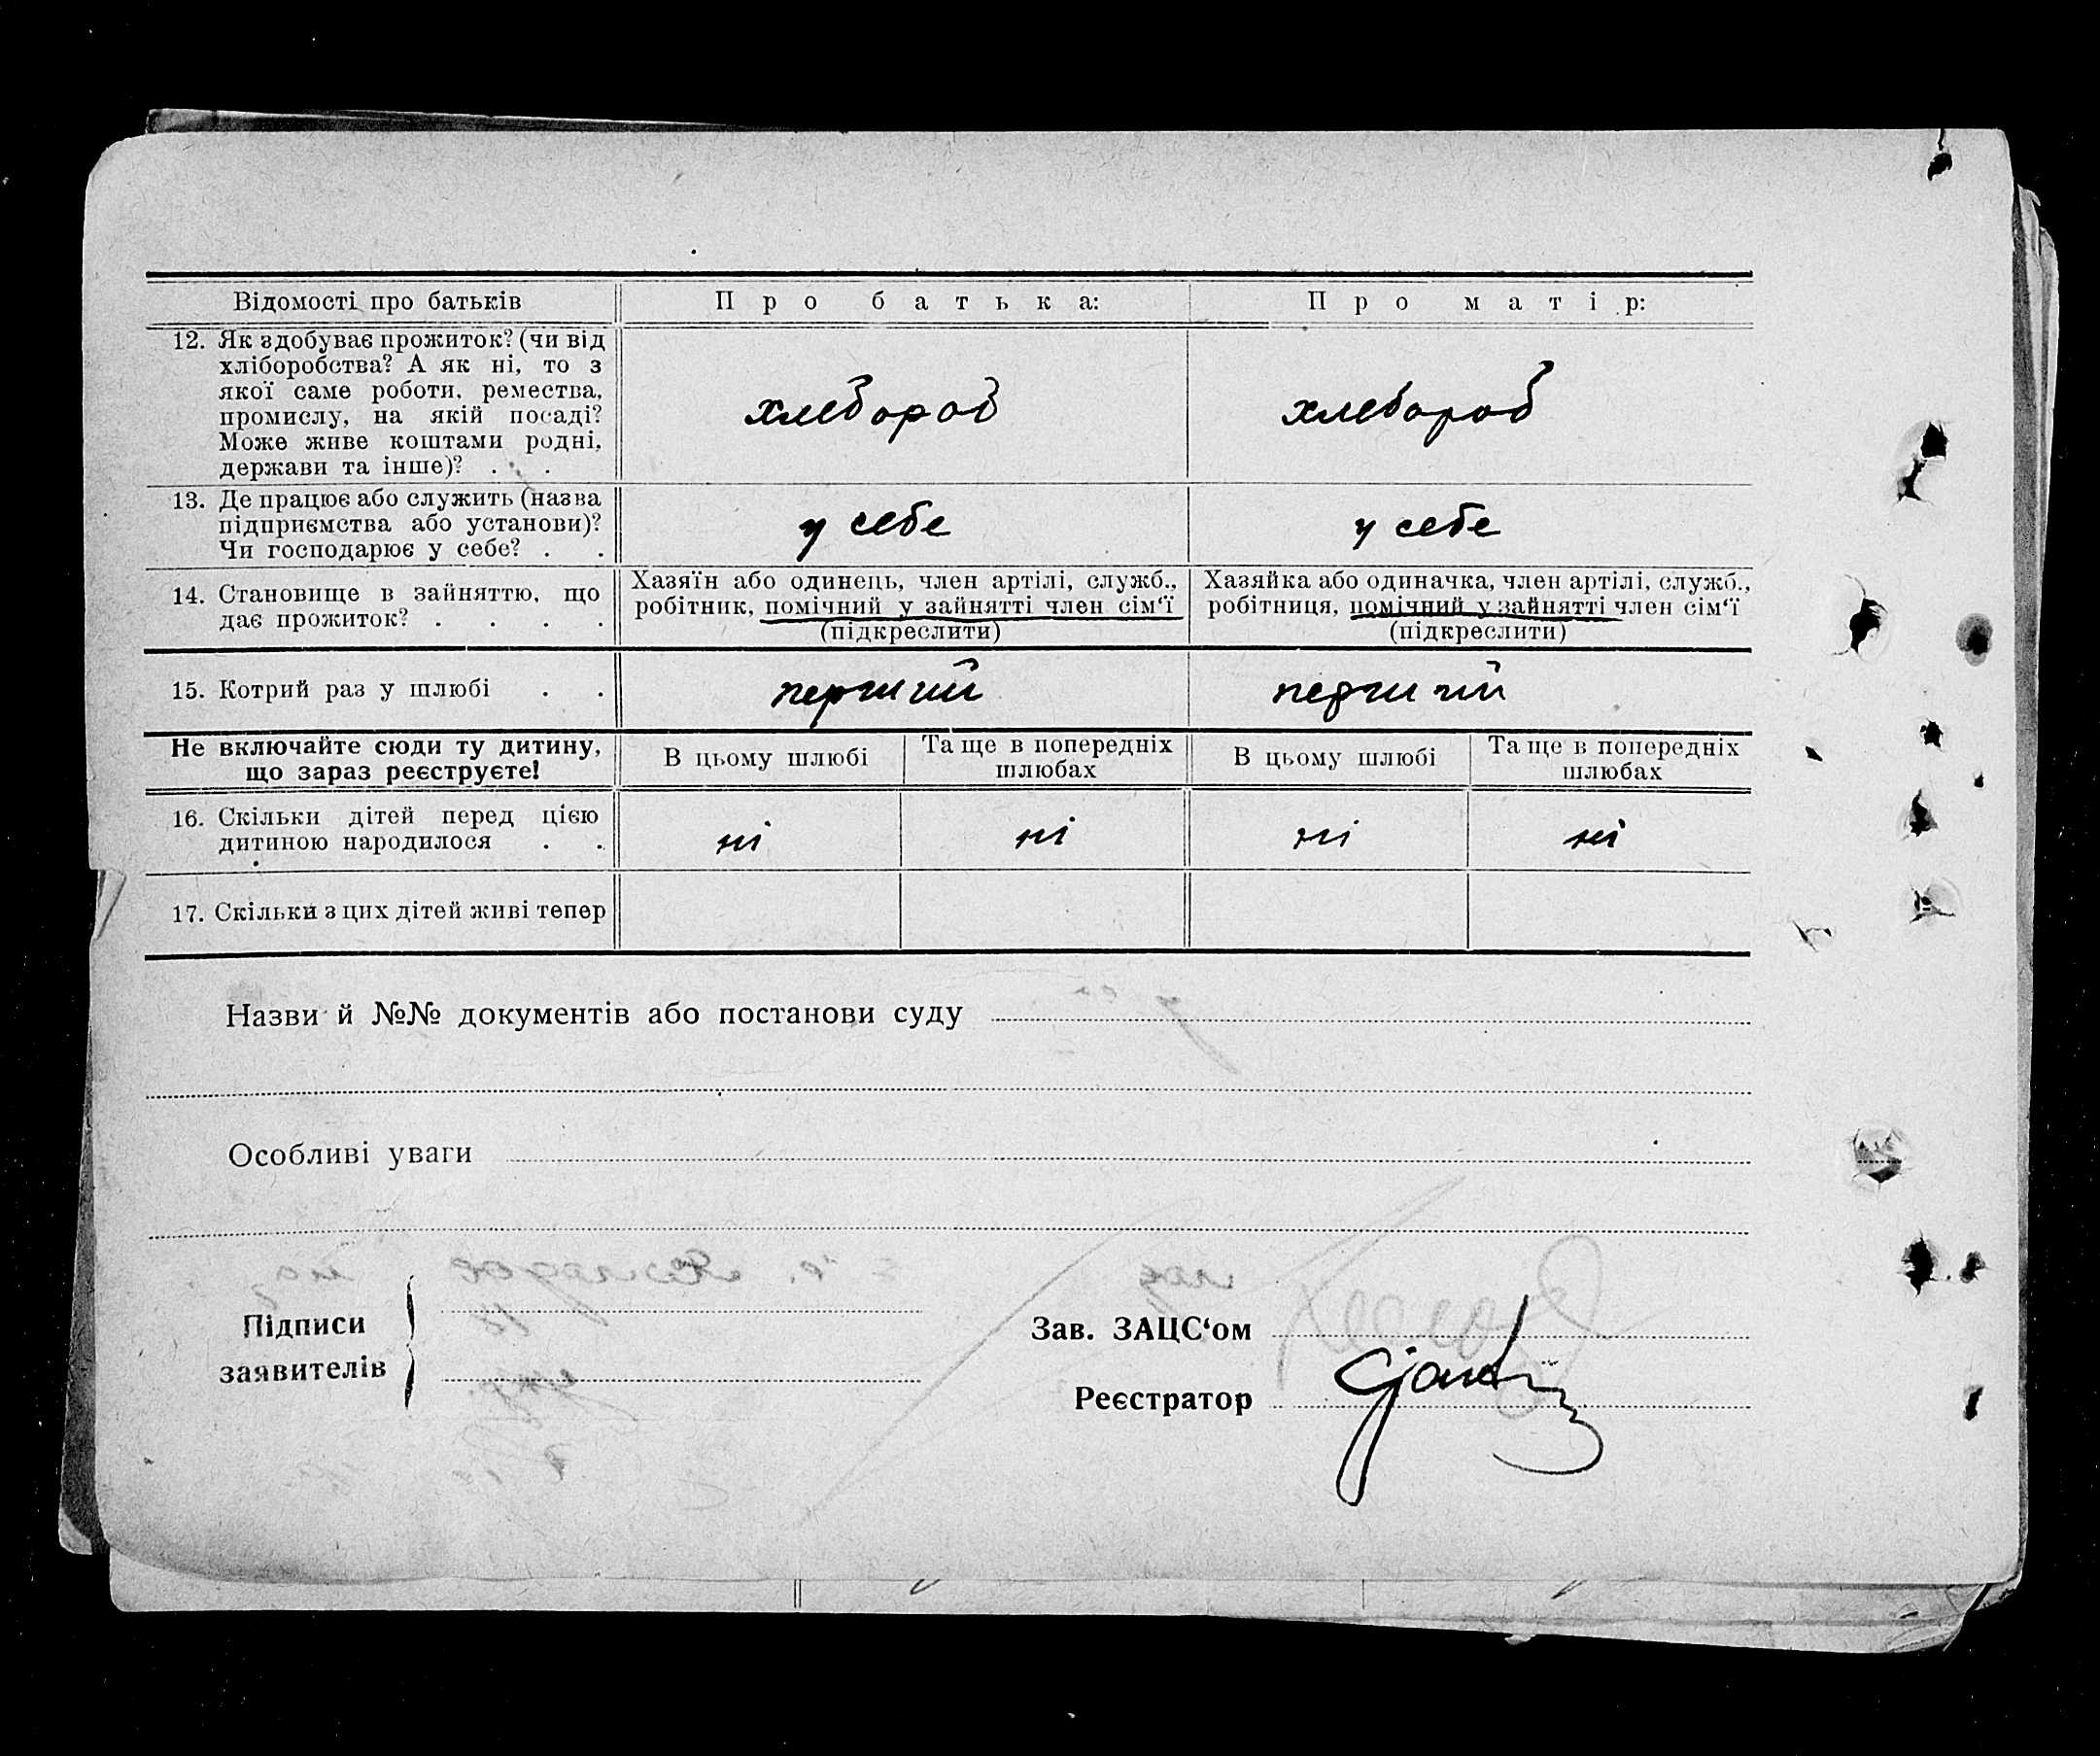 Відомості про батьків П р о б а т ь к а: П р о м а т і р:
12. Як здобуває прожиток? (чи від
хліборобства? А як ні, то з
якої саме роботи, ремества,
промислу, на якій посаді?
Може живе коштами родні,
держави та інше)? . . .
хлебороб хлебороб
13. Де працює або служить (назва
підприємства або установи)?
Чи господарює у себе? . .
у себе у себе
14. Становище в зайняттю, що
дає прожиток? . . . .
Хазяїн або одинець, член артілі, служб.,
робітник, помічний у зайнятті член сім‘ї
(підкреслити)
Хазяйка або одиначка, член артілі, служб.,
робітниця, помічний у зайнятті член сім‘ї
(підкреслити)
15. Котрий раз у шлюбі . . перший перший
Не включайте сюди ту дитину,
що зараз реєструєте!
В цьому шлюбі
Та ще в попередніх
шлюбах
В цьому шлюбі
Та ще в попередніх
шлюбах
16. Скільки дітей перед цією
дитиною народилося . .
ні ні ні ні
17. Скільки з цих дітей живі тепер
Назви й №№ документів або постанови суду
Особливі уваги
Підписи
заявителів
Зав. ЗАЦС‘ом
Реєстратор